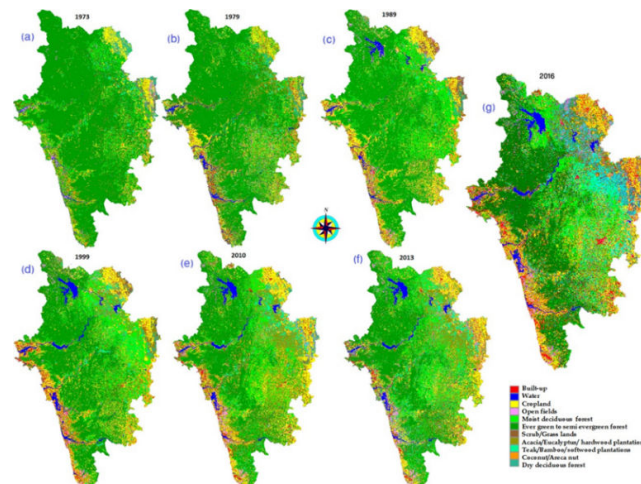 1973
1979
1989
2016
(a)
(b)
(c)
(g)
N
1999
2010
2013
(d)
(e)
(f)
Built-up
Water
Cropland
Open fields
Moist deciduous forest
Ever green to semi evergreen forest
Scrub/Grass lands
Acacia/Eucalyptus/ hardwood plantations
Teak/Bamboo/softwood plantations
Coconut/Areca nut
Dry deciduous forest